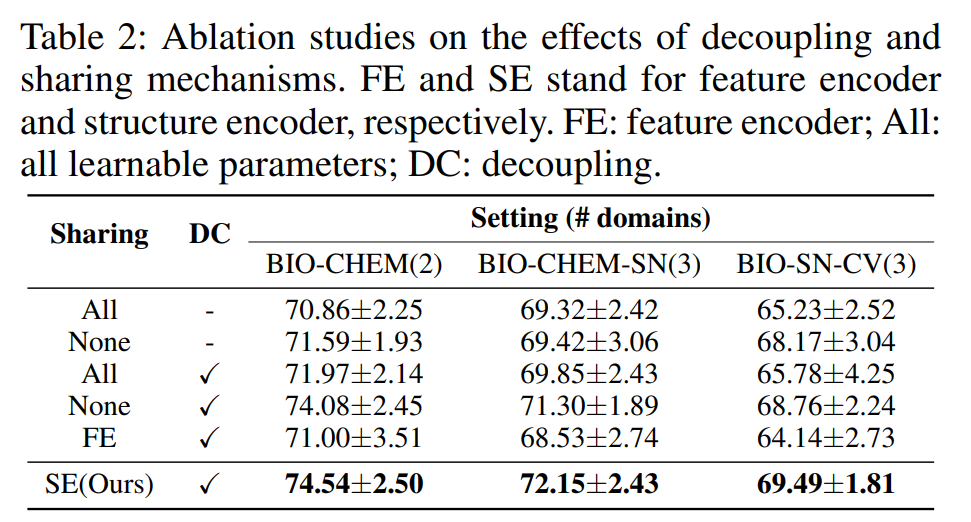 Table 2: Ablation studies on the effects of decoupling and
sharing mechanisms. FE and SE stand for feature encoder
and structure encoder, respectively. FE: feature encoder; All:
all learnable parameters; DC: decoupling.
Sharing DC Setting (# domains)
BIO-CHEM(2) BIO-CHEM-SN(3) BIO-SN-CV(3)
All - 70.86±2.25 69.32±2.42 65.23±2.52
None - 71.59±1.93 69.42±3.06 68.17±3.04
All ✓ 71.97±2.14 69.85±2.43 65.78±4.25
None ✓ 74.08±2.45 71.30±1.89 68.76±2.24
FE ✓ 71.00±3.51 68.53±2.74 64.14±2.73
SE(Ours) ✓ 74.54±2.50 72.15±2.43 69.49±1.81